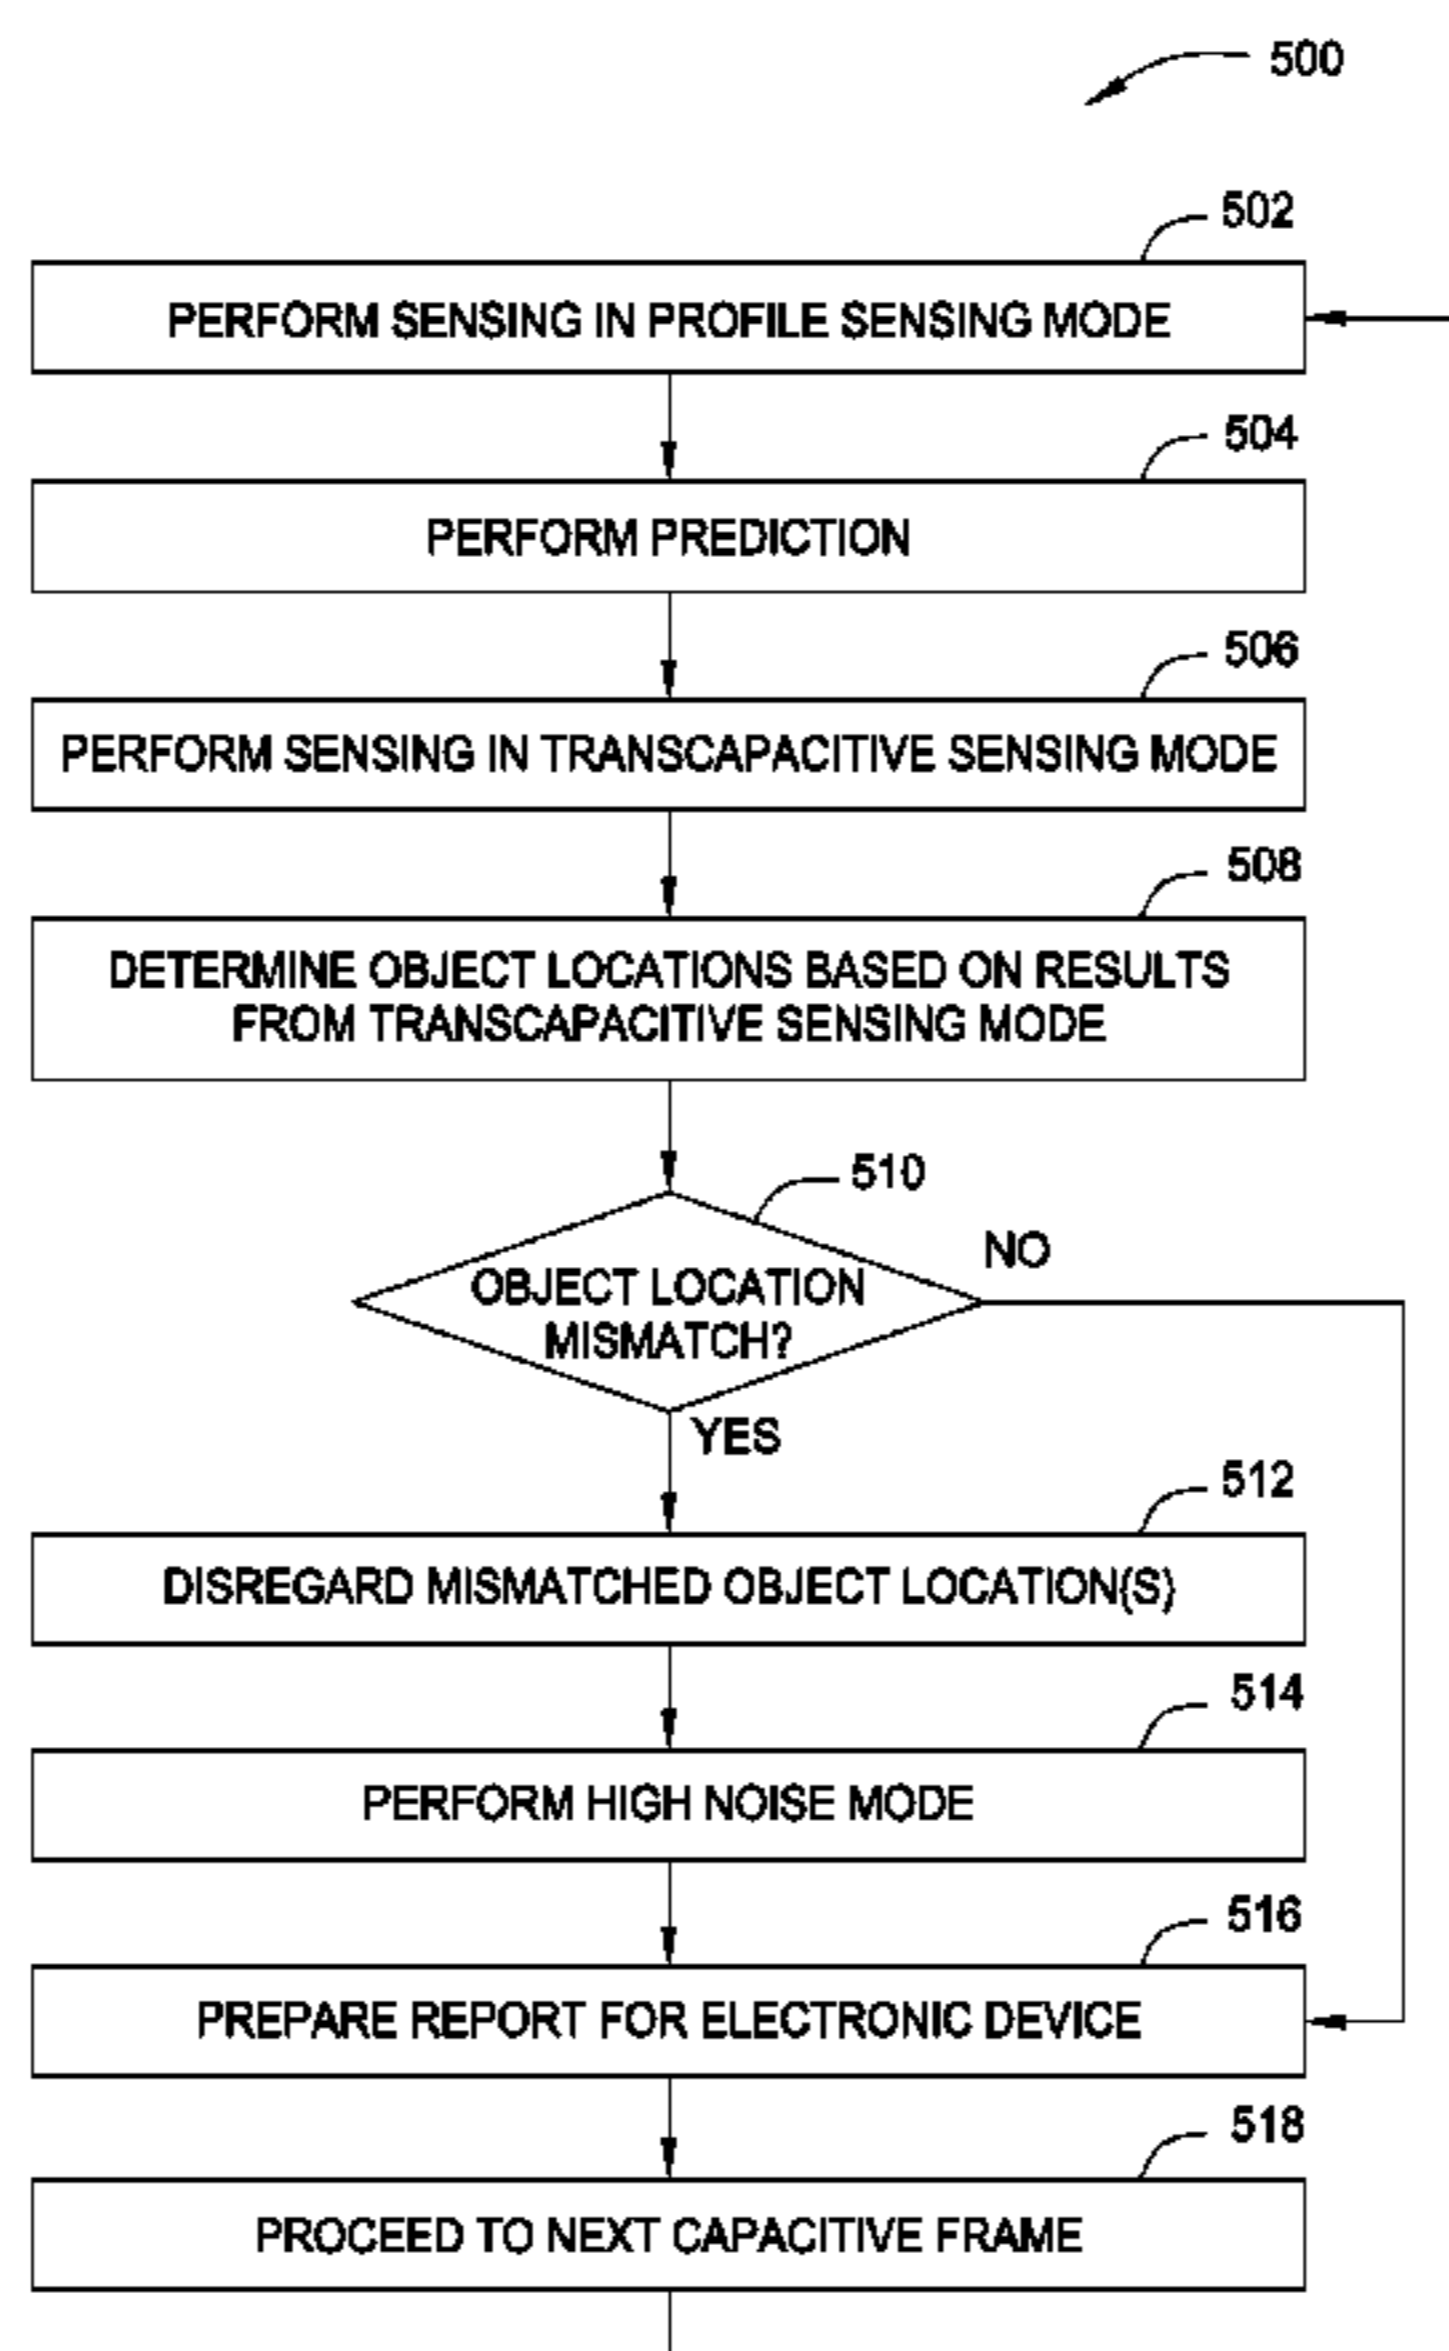 500
502
PERFORM SENSING IN PROFILE SENSING MODE
504
PERFORM PREDICTION
506
PERFORM SENSING IN TRANSCAPACITIVE SENSING MODE
508
DETERMINE OBJECT LOCATIONS BASED ON RESULTS
FROM TRANSCAPACITIVE SENSING MODE
510
NO
OBJECT LOCATION
MISMATCH?
YES
512
DISREGARD MISMATCHED OBJECT LOCATION(S)
514
PERFORM HIGH NOISE MODE
516
PREPARE REPORT FOR ELECTRONIC DEVICE
518
PROCEED TO NEXT CAPACITIVE FRAME